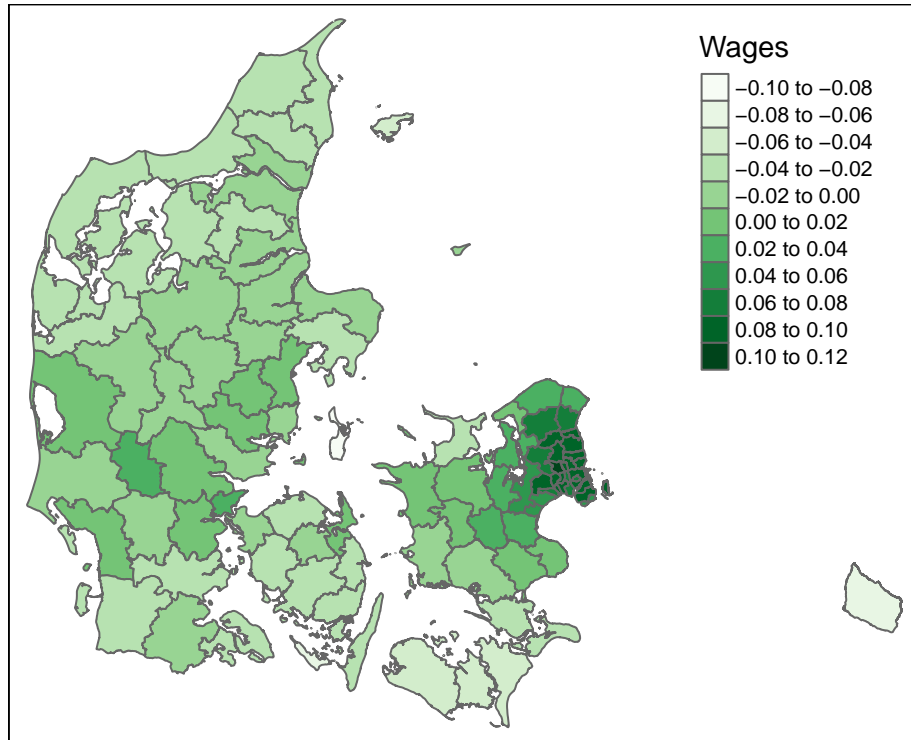 Wages
−0.10 to −0.08
−0.08 to −0.06
−0.06 to −0.04
−0.04 to −0.02
−0.02 to 0.00
0.00 to 0.02
0.02 to 0.04
0.04 to 0.06
0.06 to 0.08
0.08 to 0.10
0.10 to 0.12